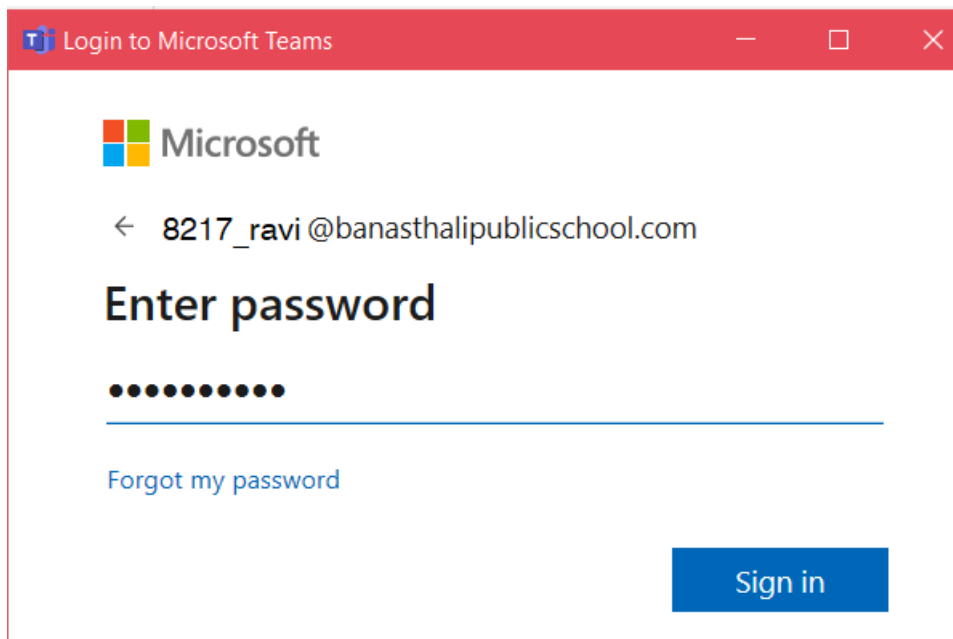 Login to Microsoft Teams
Microsoft
8217_ravi @banasthalipublicschool.com
Enter password
••••••••••
Forgot my password
Sign in